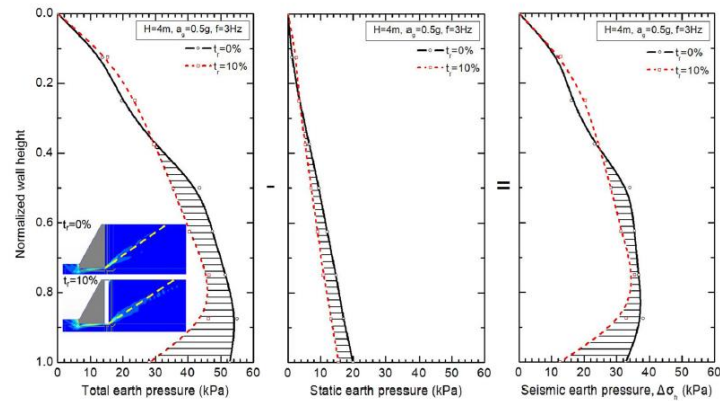 H=4m, a_g=0.5g, f=3Hz
t_r=0%
t_r=10%
H=4m, a_g=0.5g, f=3Hz
t_r=0%
t_r=10%
H=4m, a_g=0.5g, f=3Hz
t_r=0%
t_r=10%
Normalized wall height
0.0
0.2
0.4
0.6
0.8
1.0
t_r=0%
t_r=10%
-
=
0 10 20 30 40 50 60
0 10 20 30 40 50 60
0 10 20 30 40 50 60
Total earth pressure (kPa)
Static earth pressure (kPa)
Seismic earth pressure, Δσ_h (kPa)